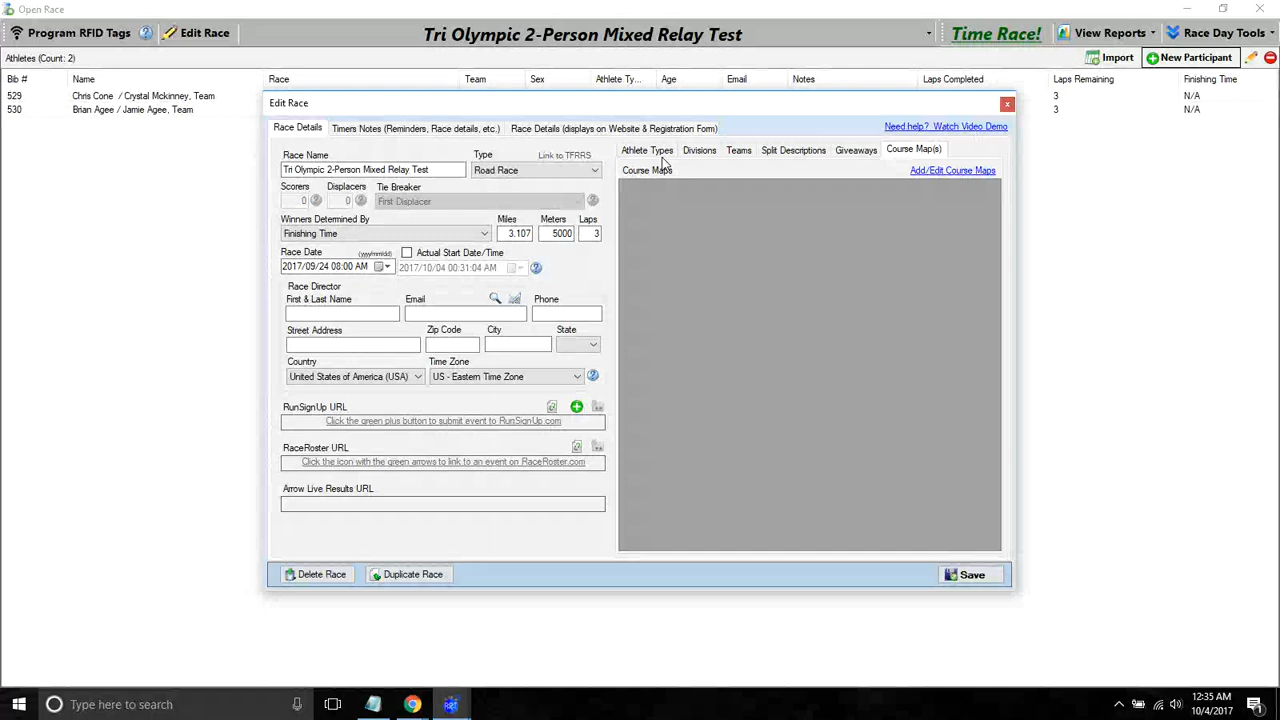 Open Race
Program RFID Tags Edit Race Tri Olympic 2-Person Mixed Relay Test Time Race! View Reports Race Day Tools
Athletes (Count: 2) Import New Participant
Bib # Name Race Team Sex Athlete Ty... Age Email Notes Laps Completed Laps Remaining Finishing Time
529 Chris Cone / Crystal Mckinney, Team 3 N/A
530 Brian Agee / Jamie Agee, Team 3 N/A
Edit Race x
Race Details Timers Notes (Reminders, Race details, etc.) Race Details (displays on Website & Registration Form) Need help? Watch Video Demo
Athlete Types Divisions Teams Split Descriptions Giveaways Course Map(s)
Race Name Type Link to TFRRS
Tri Olympic 2-Person Mixed Relay Test Road Race
Course Maps Add/Edit Course Maps
Scorers Displacers Tie Breaker
0 0 First Displacer
Winners Determined By Miles Meters Laps
Finishing Time 3.107 5000 3
Race Date (yyyy/mm/dd) Actual Start Date/Time
2017/09/24 08:00 AM 2017/10/04 00:31:04 AM
Race Director
First & Last Name Email Phone
Street Address Zip Code City State
Country Time Zone
United States of America (USA) US - Eastern Time Zone
RunSignUp URL
Click the green plus button to submit event to RunSignUp.com
RaceRoster URL
Click the icon with the green arrows to link to an event on RaceRoster.com
Arrow Live Results URL
Delete Race Duplicate Race Save
Type here to search
12:35 AM
10/4/2017